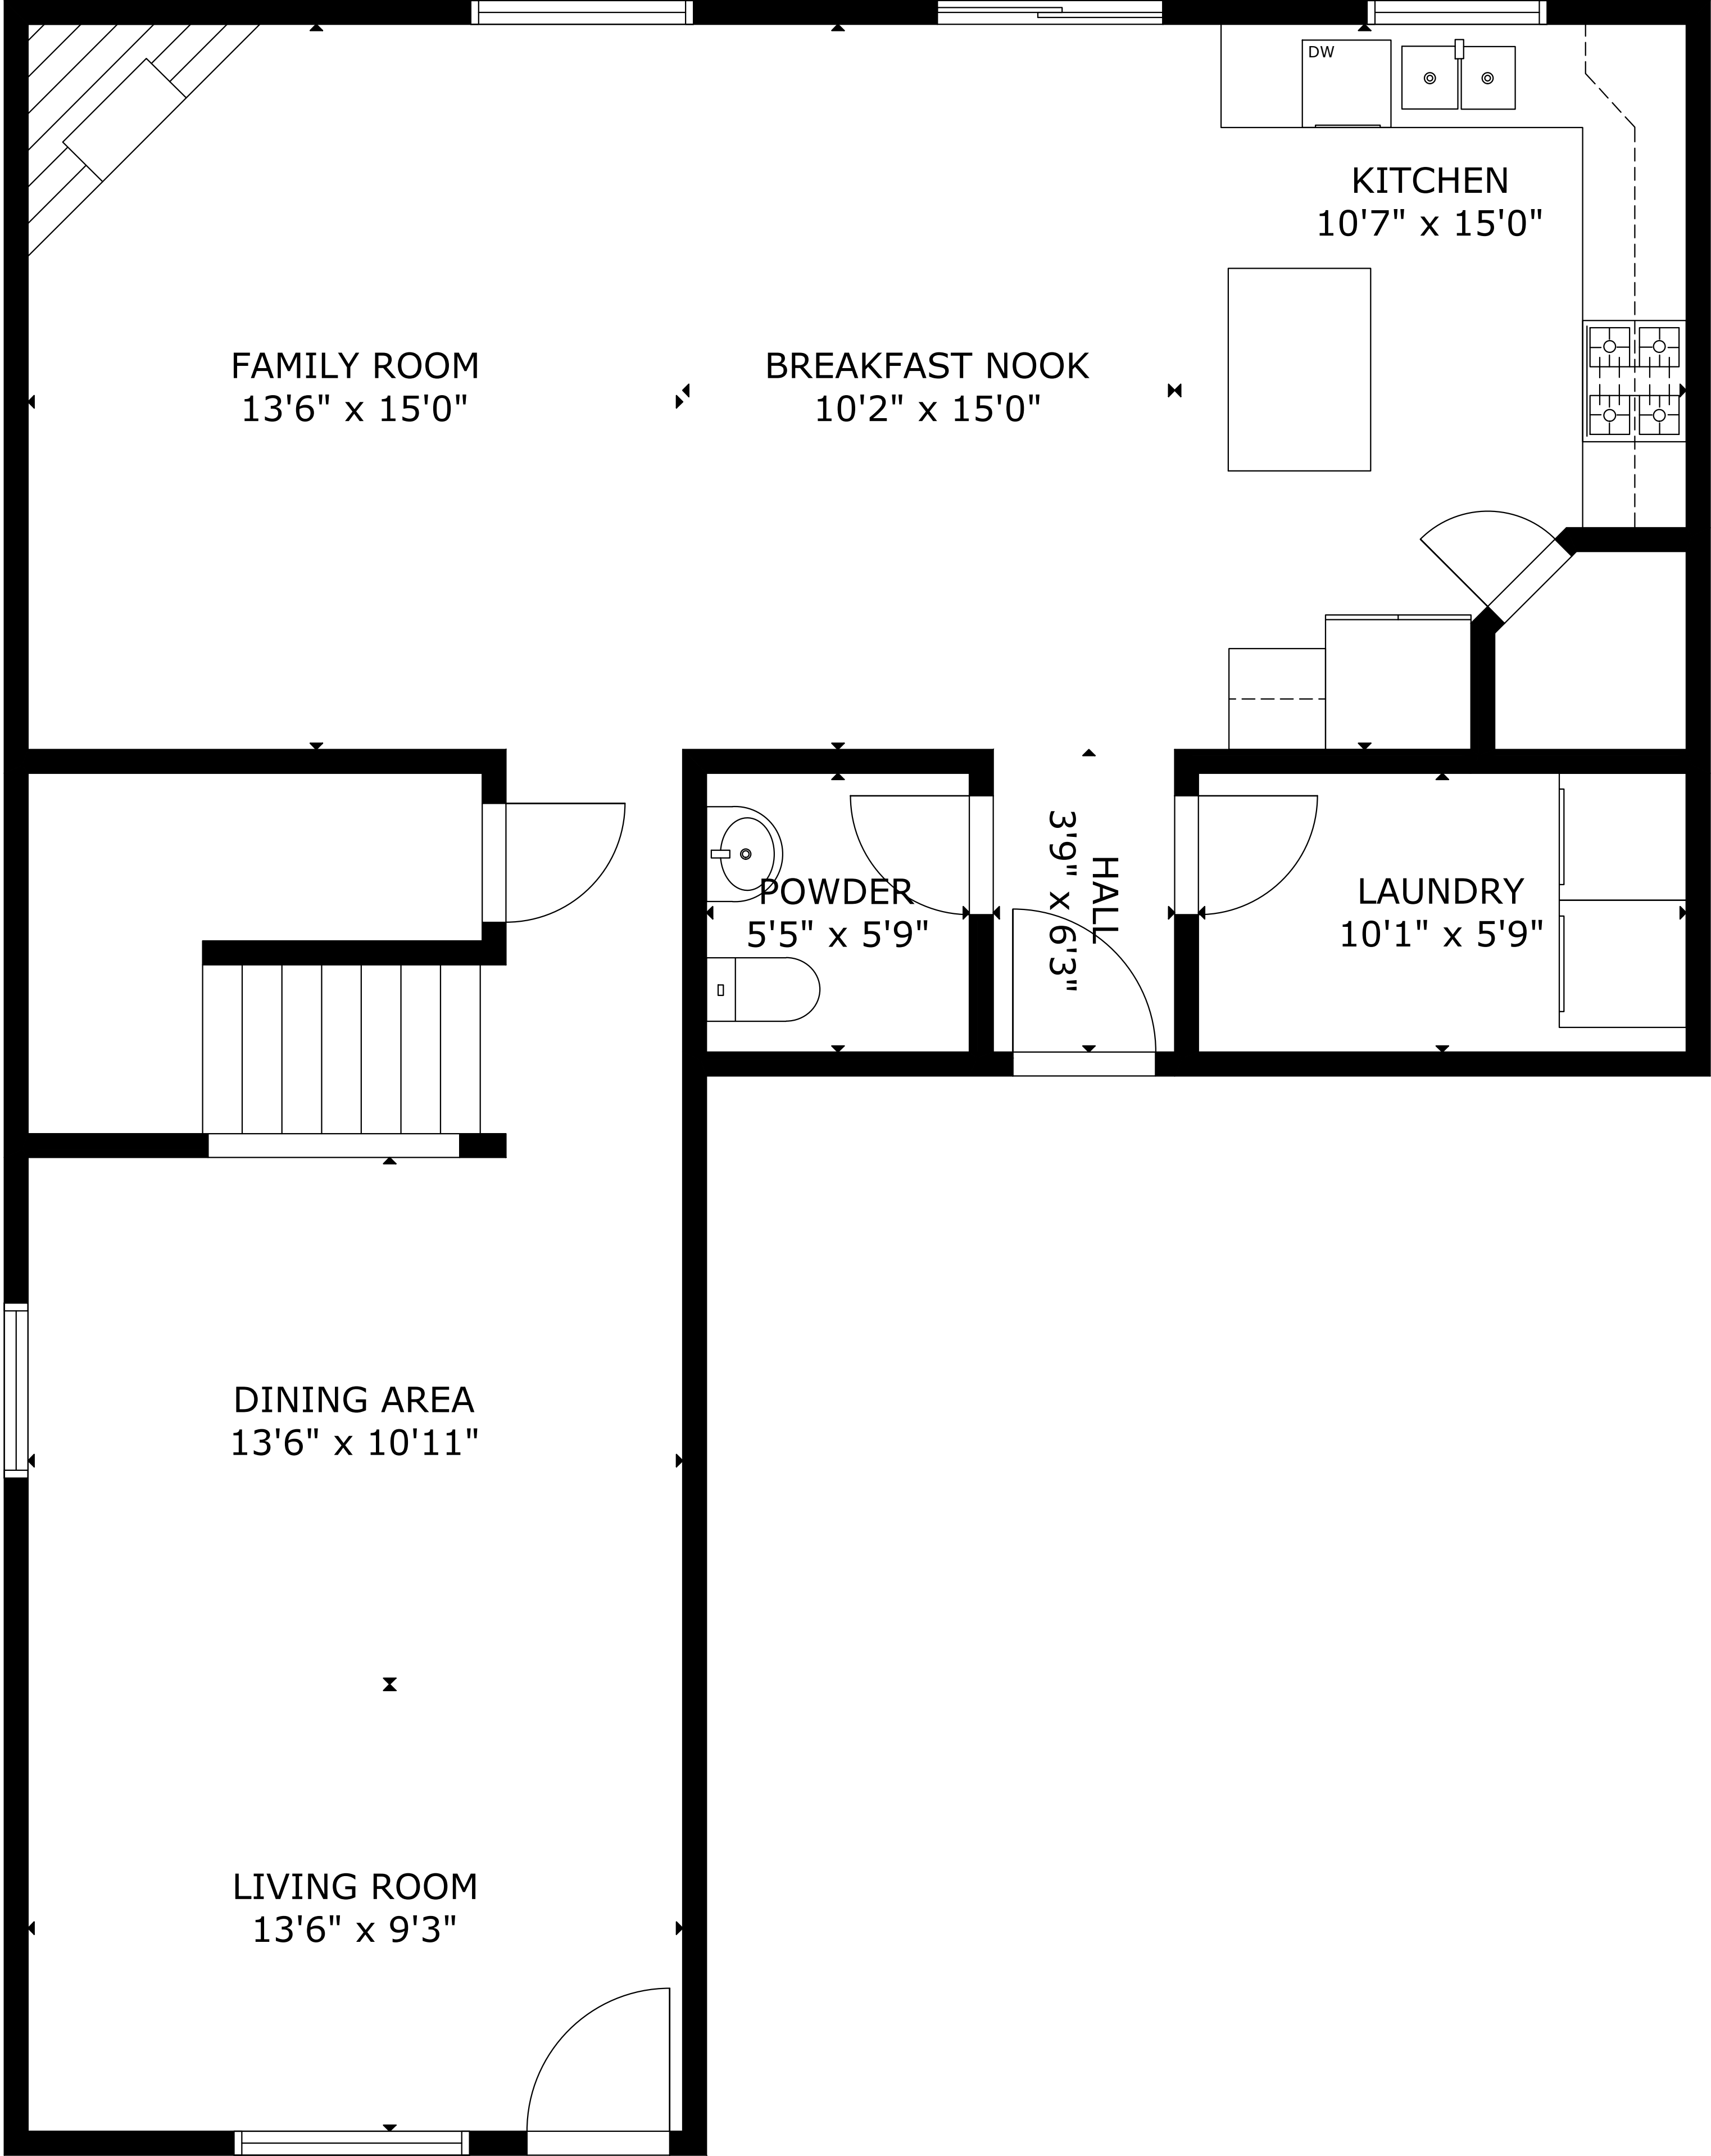 DW
KITCHEN
10'7" x 15'0"
FAMILY ROOM
13'6" x 15'0"
BREAKFAST NOOK
10'2" x 15'0"
POWDER
5'5" x 5'9"
HALL
3'9" x 6'3"
LAUNDRY
10'1" x 5'9"
DINING AREA
13'6" x 10'11"
LIVING ROOM
13'6" x 9'3"